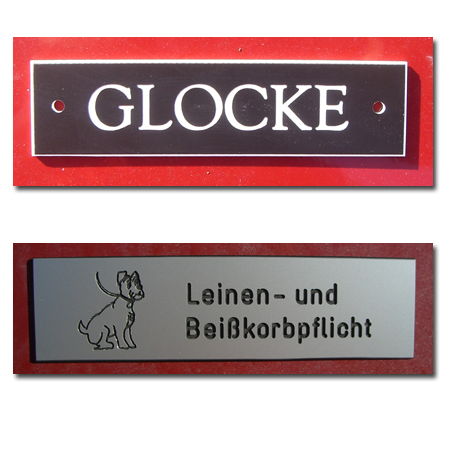 GLOCKE
Leinen- und
Beißkorbpflicht